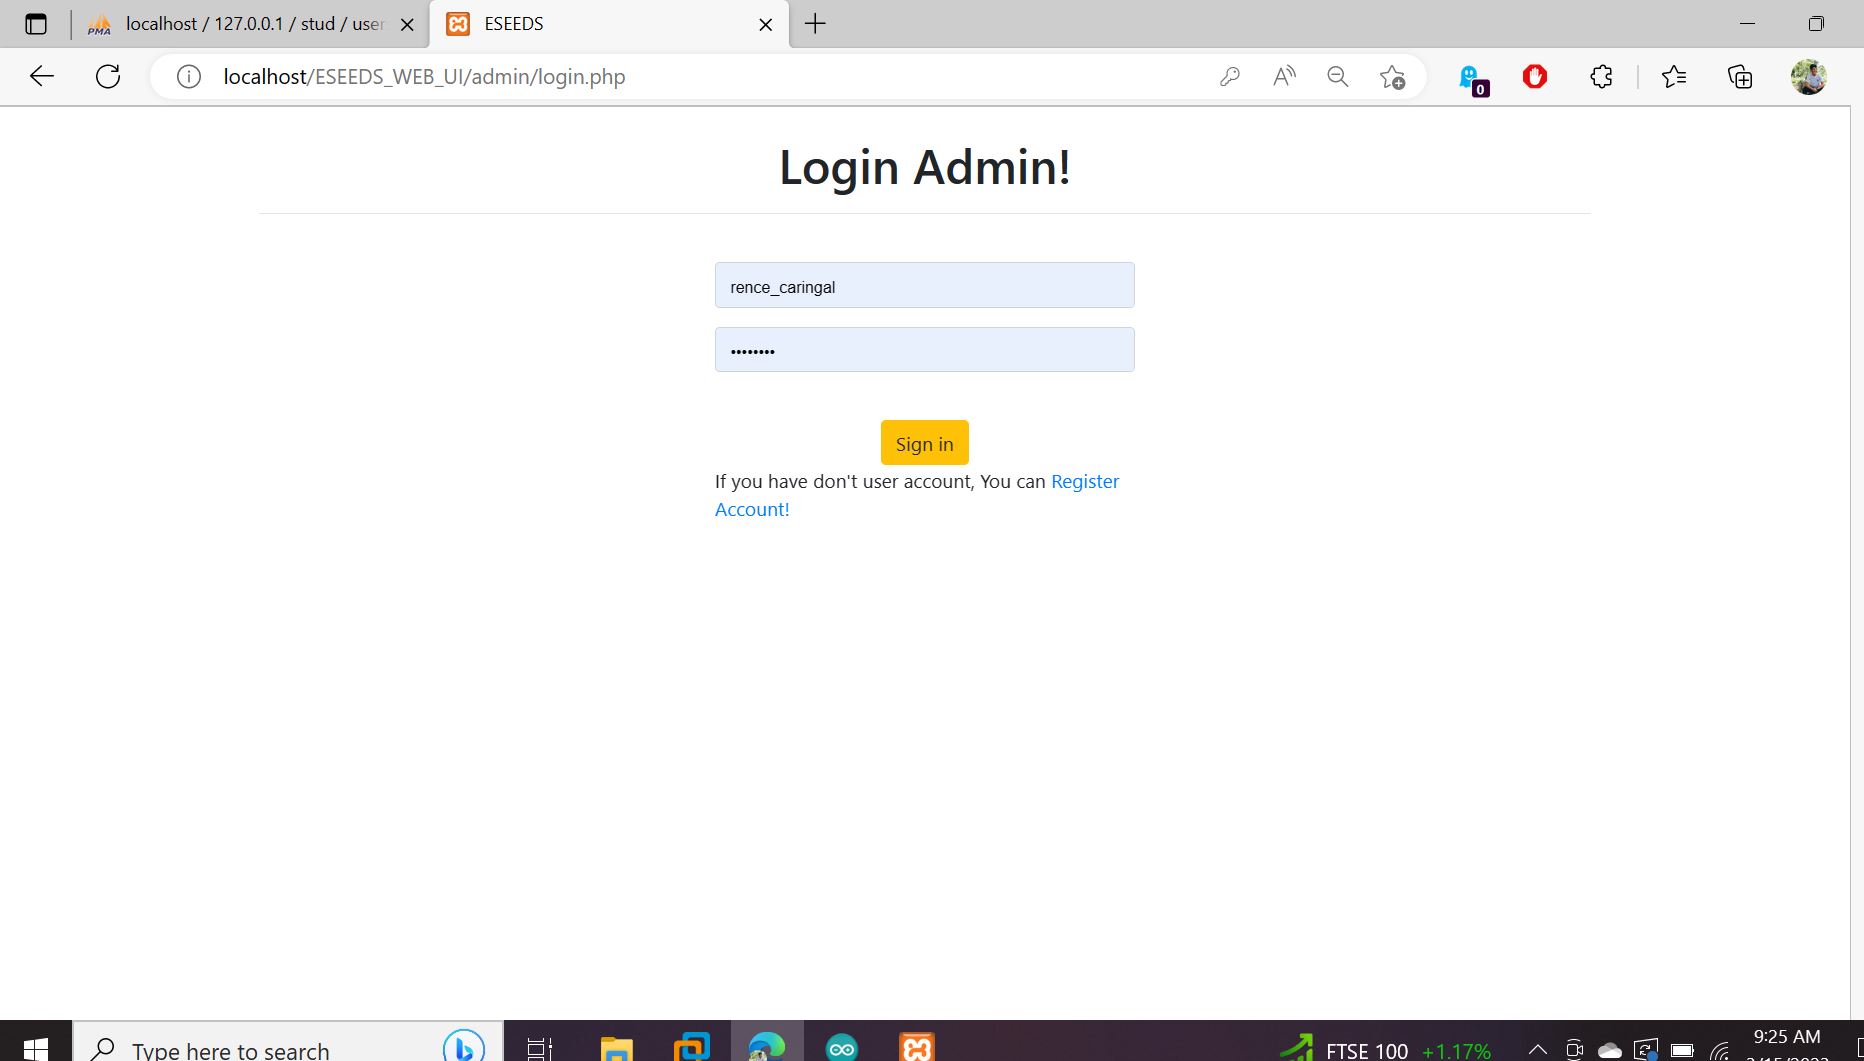 localhost / 127.0.0.1 / stud / user
ESEEDS
localhost/ESEEDS_WEB_UI/admin/login.php
0
Login Admin!
rence_caringal
••••••••
Sign in
If you have don't user account, You can Register
Account!
Type here to search
FTSE 100 +1.17%
9:25 AM